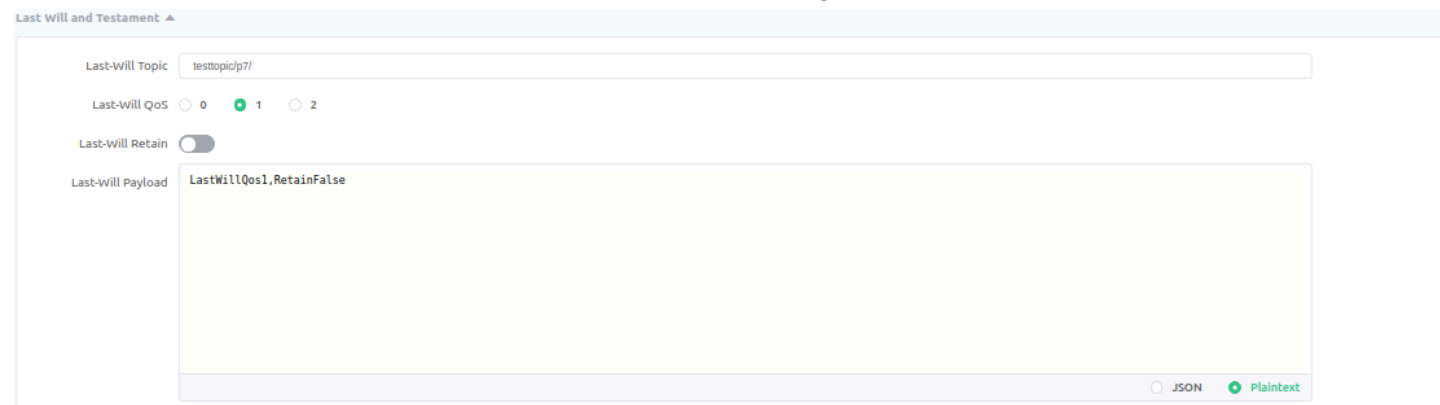 Last Will and Testament ▲
Last-Will Topic testtopic/p7/
Last-Will QoS 0 1 2
Last-Will Retain
Last-Will Payload LastWillQos1,RetainFalse
JSON Plaintext